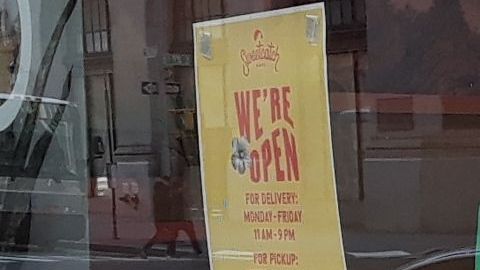 Sweetcatch
WE'RE
OPEN
FOR DELIVERY:
MONDAY-FRIDAY
11 AM-9 PM
FOR PICKUP: